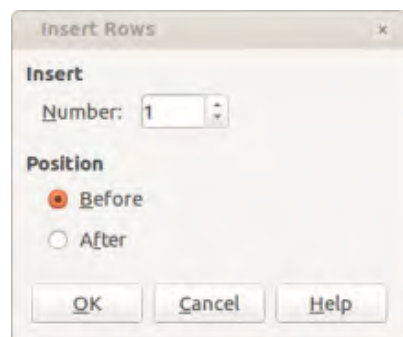 Insert Rows
Insert
Number: 1
Position
Before
After
OK Cancel Help